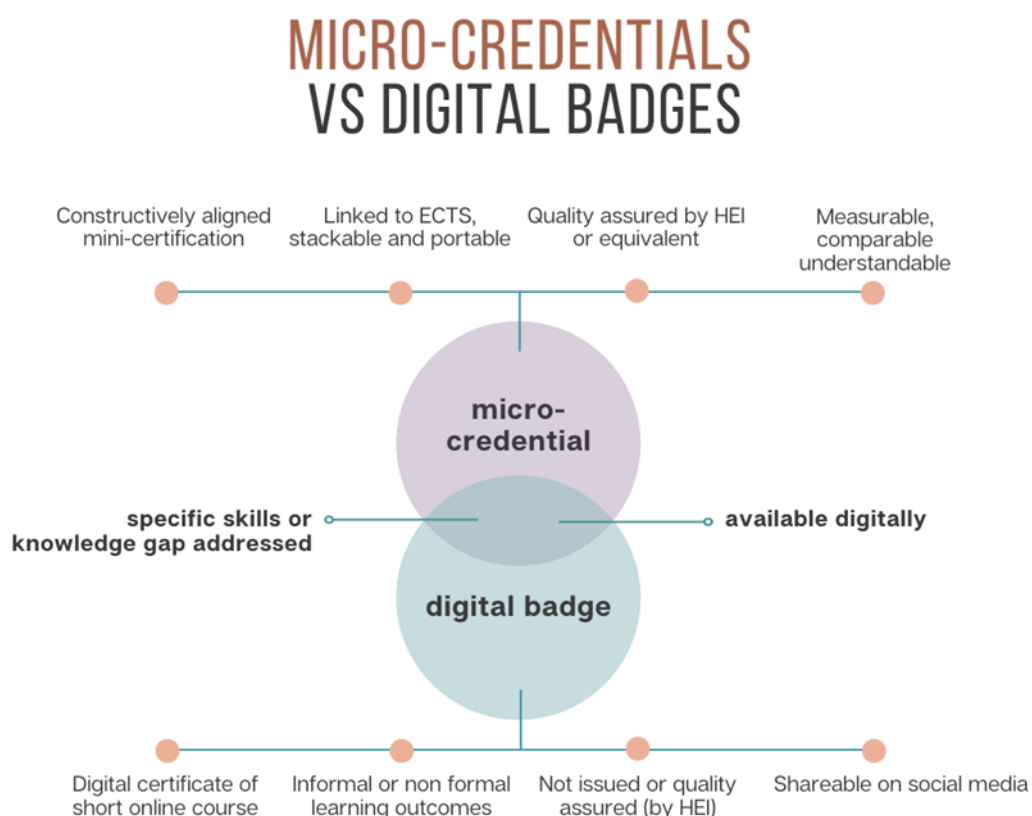 MICRO-CREDENTIALS
VS DIGITAL BADGES
Constructively aligned
mini-certification
Linked to ECTS,
stackable and portable
Quality assured by HEI
or equivalent
Measurable,
comparable
understandable
micro-
credential
specific skills or
knowledge gap addressed
available digitally
digital badge
Digital certificate of
short online course
Informal or non formal
learning outcomes
Not issued or quality
assured (by HEI)
Shareable on social media